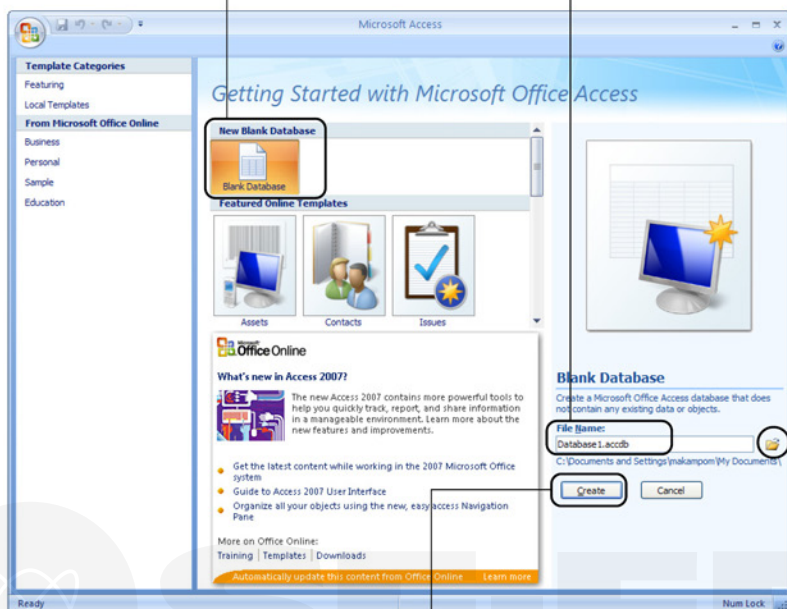 Microsoft Access
Template Categories
Featuring
Local Templates
From Microsoft Office Online
Business
Personal
Sample
Education
Getting Started with Microsoft Office Access
New Blank Database
Blank Database
Featured Online Templates
Assets
Contacts
Issues
Microsoft
Office Online
What's new in Access 2007?
The new Access 2007 contains more powerful tools to
help you quickly track, report, and share information
in a manageable environment. Learn more about the
new features and improvements.
Get the latest content while working in the 2007 Microsoft Office
system
Guide to Access 2007 User Interface
Organize all your objects using the new, easy access Navigation
Pane
More on Office Online:
Training | Templates | Downloads
Automatically update this content from Office Online
Learn more
Blank Database
Create a Microsoft Office Access database that does
not contain any existing data or objects.
File Name:
Database1.accdb
C:\Documents and Settings\makampom\My Documents\
Create
Cancel
Ready
Num Lock